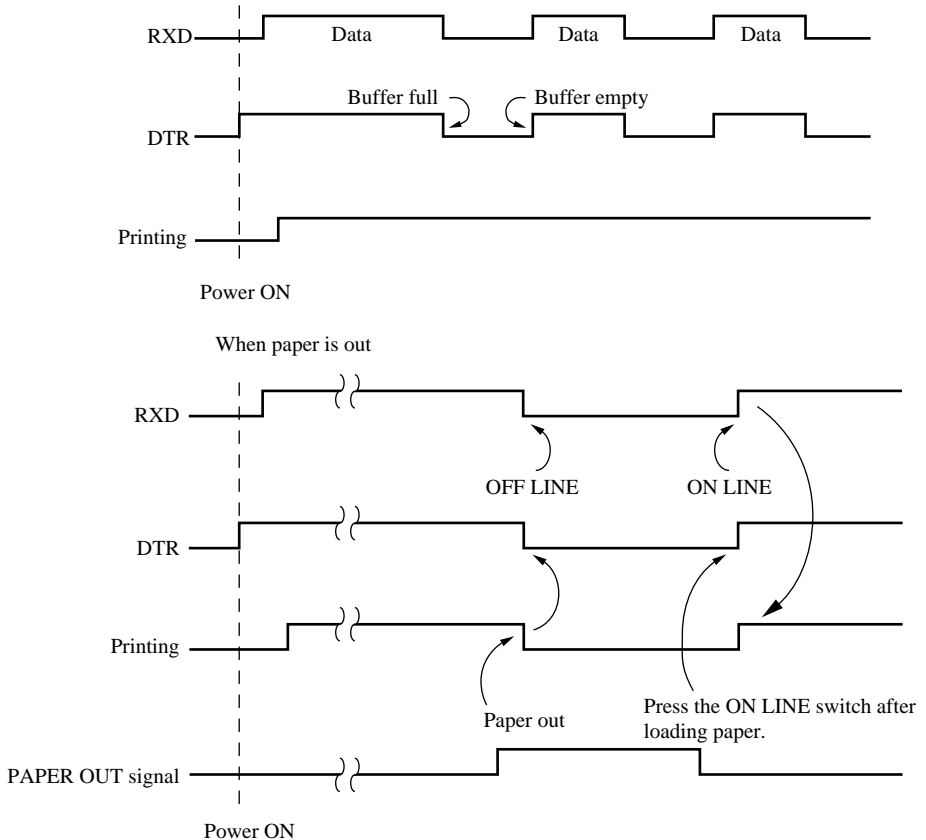 RXD
Data
Data
Data
Buffer full
Buffer empty
DTR
Printing
Power ON
When paper is out
RXD
OFF LINE
ON LINE
DTR
Printing
Paper out
Press the ON LINE switch after
loading paper.
PAPER OUT signal
Power ON